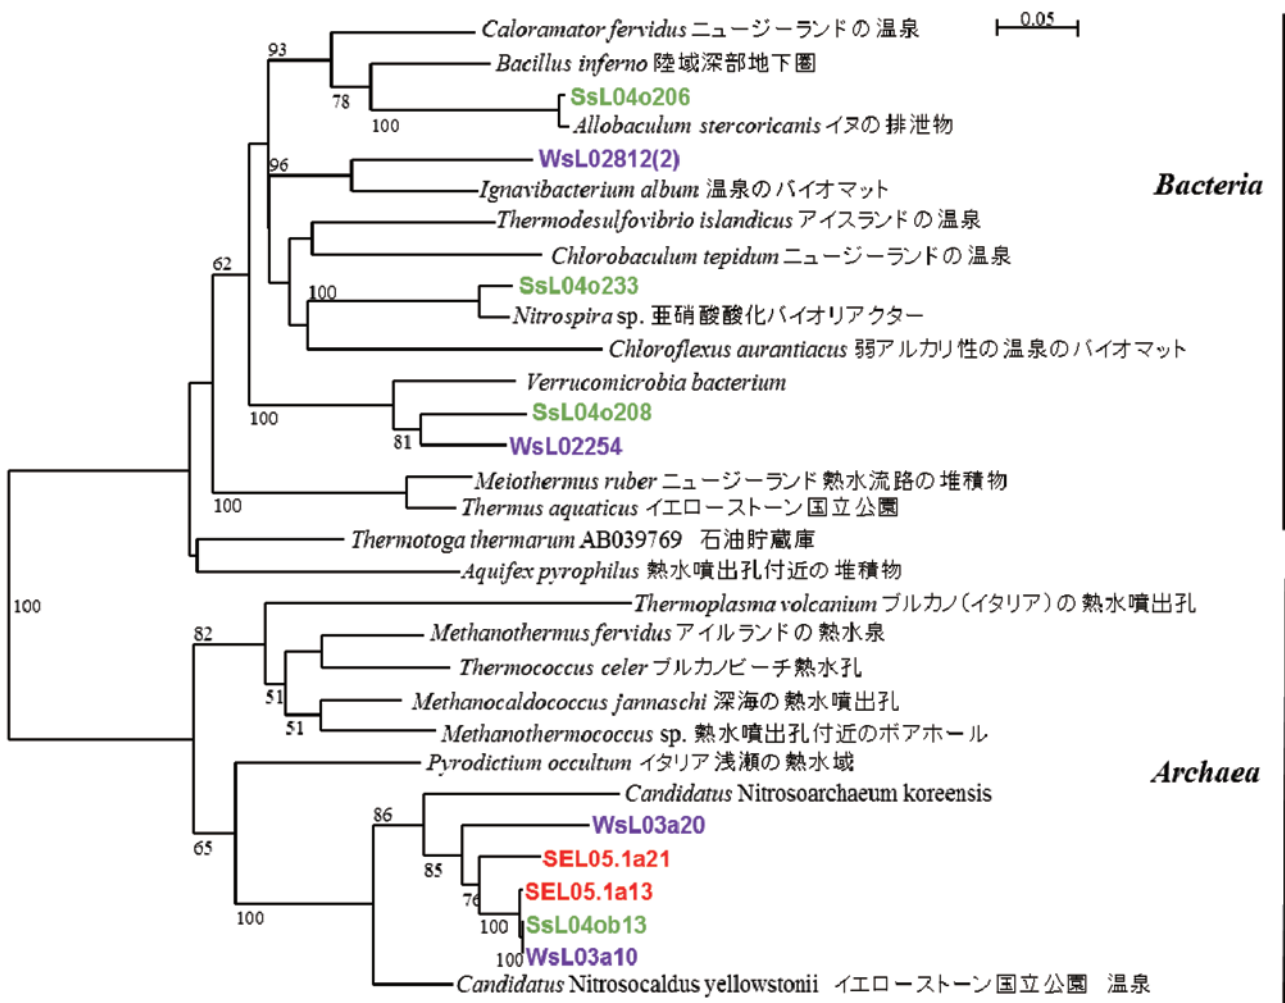 Caloramator fervidus ニュージーランドの温泉
0.05
93
Bacillus inferno 陸域深部地下圏
78
SsL04o206
100
Allobaculum stercoricanis イヌの排泄物
WsL02812(2)
96
Ignavibacterium album 温泉のバイオマット
Bacteria
Thermodesulfovibrio islandicus アイスランドの温泉
Chlorobaculum tepidum ニュージーランドの温泉
62
SsL04o233
100
Nitrospira sp. 亜硝酸酸化バイオリアクター
Chloroflexus aurantiacus 弱アルカリ性の温泉のバイオマット
Verrucomicrobia bacterium
100
SsL04o208
81
WsL02254
Meiothermus ruber ニュージーランド熱水流路の堆積物
100
Thermus aquaticus イエローストーン国立公園
Thermotoga thermarum AB039769 石油貯蔵庫
Aquifex pyrophilus 熱水噴出孔付近の堆積物
100
Thermoplasma volcanium ブルカノ(イタリア)の熱水噴出孔
82
Methanothermus fervidus アイルランドの熱水泉
Thermococcus celer ブルカノビーチ熱水孔
51
Methanocaldococcus jannaschi 深海の熱水噴出孔
51
Methanothermococcus sp. 熱水噴出孔付近のボアホール
Pyrodictium occultum イタリア浅瀬の熱水域
Archaea
Candidatus Nitrosoarchaeum koreensis
86
WsL03a20
65
85
SEL05.1a21
76
SEL05.1a13
100
100
SsL04ob13
100
WsL03a10
Candidatus Nitrosocaldus yellowstonii イエローストーン国立公園 温泉